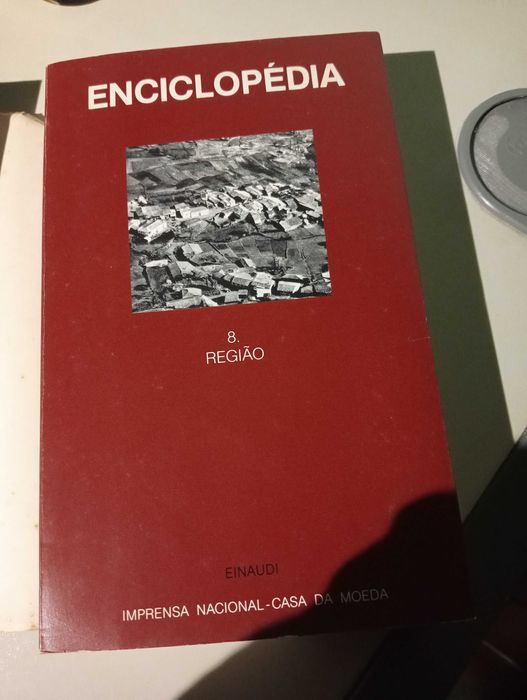 ENCICLOPÉDIA
8.
REGIÃO
EINAUDI
IMPRENSA NACIONAL-CASA DA MOEDA